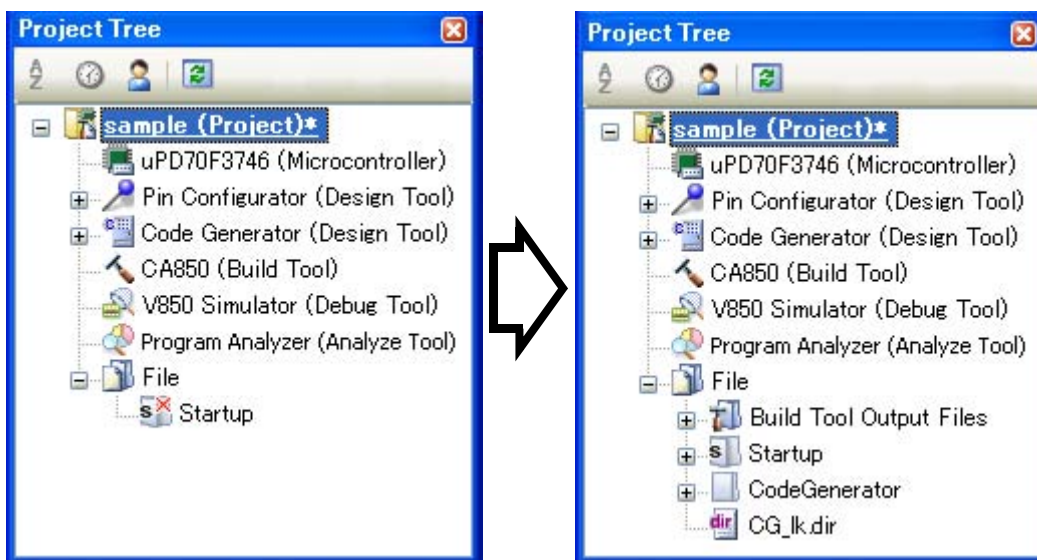 Project Tree
sample (Project)*
uPD70F3746 (Microcontroller)
Pin Configurator (Design Tool)
Code Generator (Design Tool)
CA850 (Build Tool)
V850 Simulator (Debug Tool)
Program Analyzer (Analyze Tool)
File
Startup
Project Tree
sample (Project)*
uPD70F3746 (Microcontroller)
Pin Configurator (Design Tool)
Code Generator (Design Tool)
CA850 (Build Tool)
V850 Simulator (Debug Tool)
Program Analyzer (Analyze Tool)
File
Build Tool Output Files
Startup
CodeGenerator
CG_lk.dir